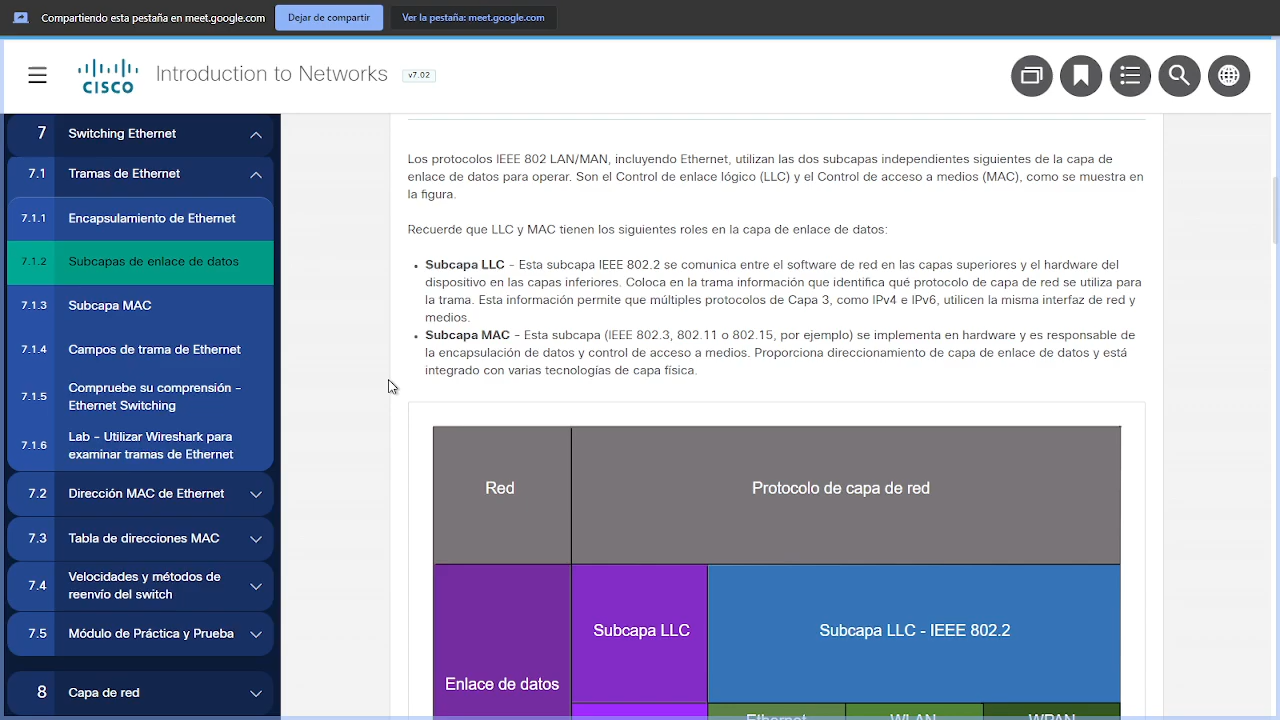 Compartiendo esta pestaña en meet.google.com
Dejar de compartir
Ver la pestaña: meet.google.com
CISCO
Introduction to Networks
v7.02
7 Switching Ethernet
7.1 Tramas de Ethernet
7.1.1 Encapsulamiento de Ethernet
7.1.2 Subcapas de enlace de datos
7.1.3 Subcapa MAC
7.1.4 Campos de trama de Ethernet
7.1.5 Compruebe su comprensión -
Ethernet Switching
7.1.6 Lab - Utilizar Wireshark para
examinar tramas de Ethernet
7.2 Dirección MAC de Ethernet
7.3 Tabla de direcciones MAC
7.4 Velocidades y métodos de
reenvío del switch
7.5 Módulo de Práctica y Prueba
8 Capa de red
Los protocolos IEEE 802 LAN/MAN, incluyendo Ethernet, utilizan las dos subcapas independientes siguientes de la capa de
enlace de datos para operar. Son el Control de enlace lógico (LLC) y el Control de acceso a medios (MAC), como se muestra en
la figura.
Recuerde que LLC y MAC tienen los siguientes roles en la capa de enlace de datos:
• Subcapa LLC - Esta subcapa IEEE 802.2 se comunica entre el software de red en las capas superiores y el hardware del
dispositivo en las capas inferiores. Coloca en la trama información que identifica qué protocolo de capa de red se utiliza para
la trama. Esta información permite que múltiples protocolos de Capa 3, como IPv4 e IPv6, utilicen la misma interfaz de red y
medios.
• Subcapa MAC - Esta subcapa (IEEE 802.3, 802.11 o 802.15, por ejemplo) se implementa en hardware y es responsable de
la encapsulación de datos y control de acceso a medios. Proporciona direccionamiento de capa de enlace de datos y está
integrado con varias tecnologías de capa física.
Red
Protocolo de capa de red
Subcapa LLC
Subcapa LLC - IEEE 802.2
Enlace de datos
Ethernet
WLAN
WPAN